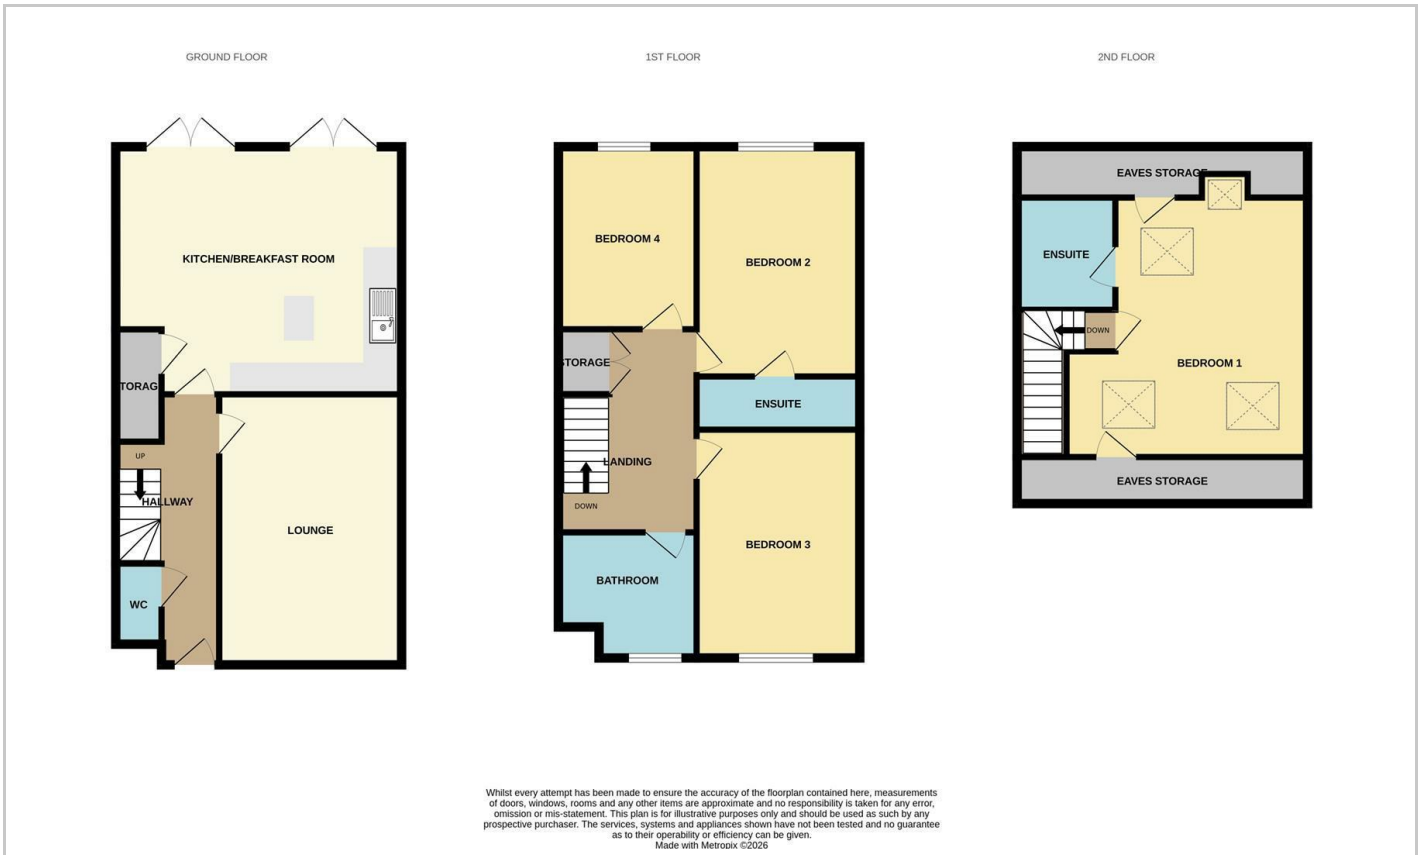 GROUND FLOOR
1ST FLOOR
2ND FLOOR
KITCHEN/BREAKFAST ROOM
TORAG
UP
HALLWAY
LOUNGE
WC
BEDROOM 4
BEDROOM 2
STORAGE
ENSUITE
LANDING
DOWN
BEDROOM 3
BATHROOM
EAVES STORAGE
ENSUITE
DOWN
BEDROOM 1
EAVES STORAGE
Whilst every attempt has been made to ensure the accuracy of the floorplan contained here, measurements
of doors, windows, rooms and any other items are approximate and no responsibility is taken for any error,
omission or mis-statement. This plan is for illustrative purposes only and should be used as such by any
prospective purchaser. The services, systems and appliances shown have not been tested and no guarantee
as to their operability or efficiency can be given.
Made with Metropix ©2026